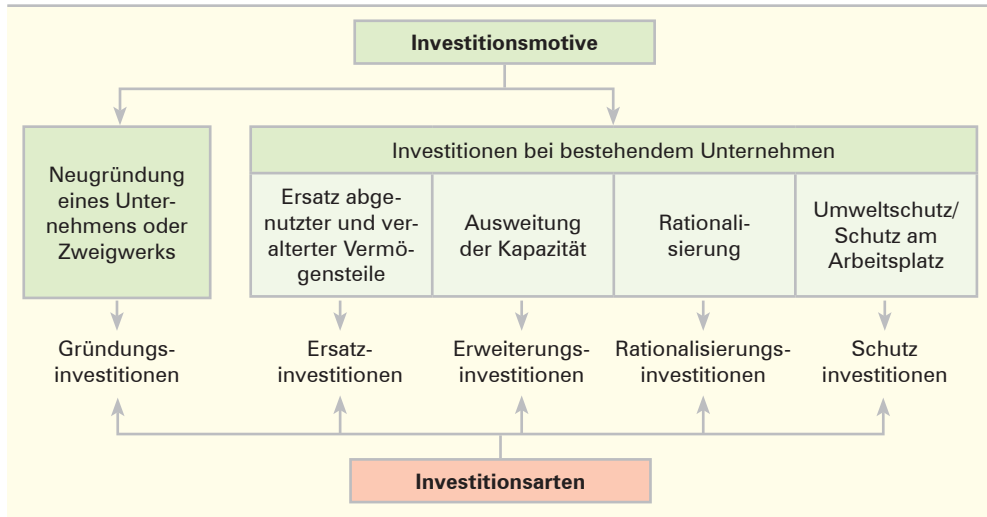 Investitionsmotive
Neugründung
eines Unter-
nehmens oder
Zweigwerks
Investitionen bei bestehendem Unternehmen
Ersatz abge-
nutzter und ver-
alterter Vermö-
gensteile
Ausweitung
der Kapazität
Rationali-
sierung
Umweltschutz/
Schutz am
Arbeitsplatz
Gründungs-
investitionen
Ersatz-
investitionen
Erweiterungs-
investitionen
Rationalisierungs-
investitionen
Schutz
investitionen
Investitionsarten